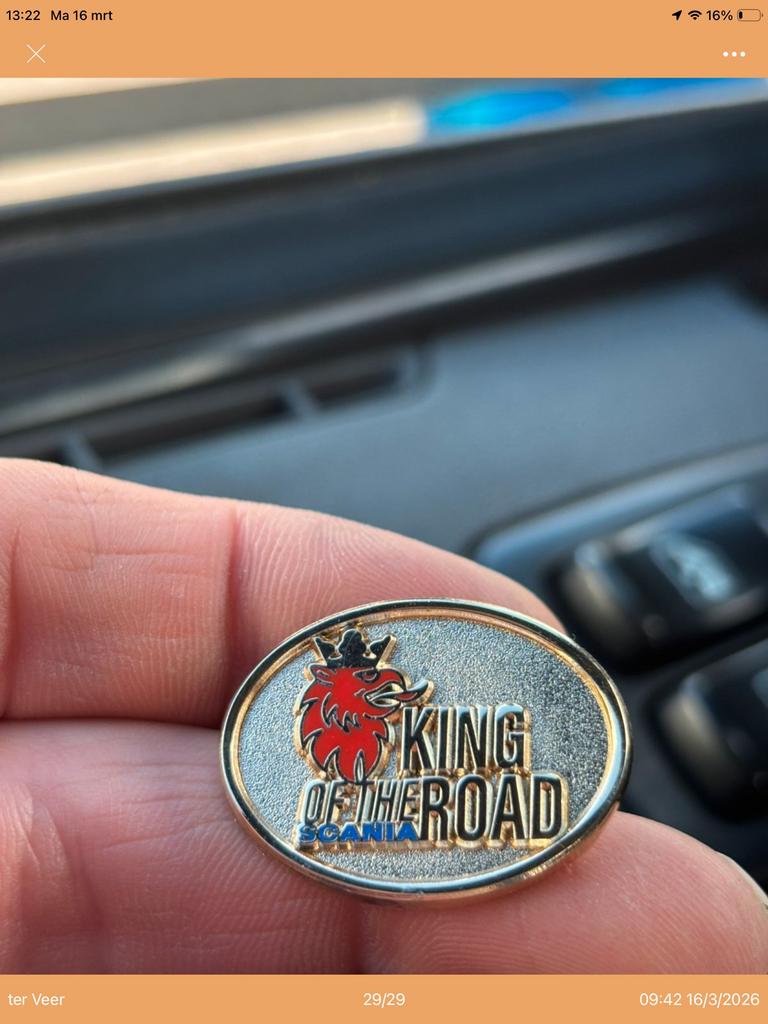 13:22 Ma 16 mrt
16%
KING
OF THE ROAD
SCANIA
ter Veer
29/29
09:42 16/3/2026